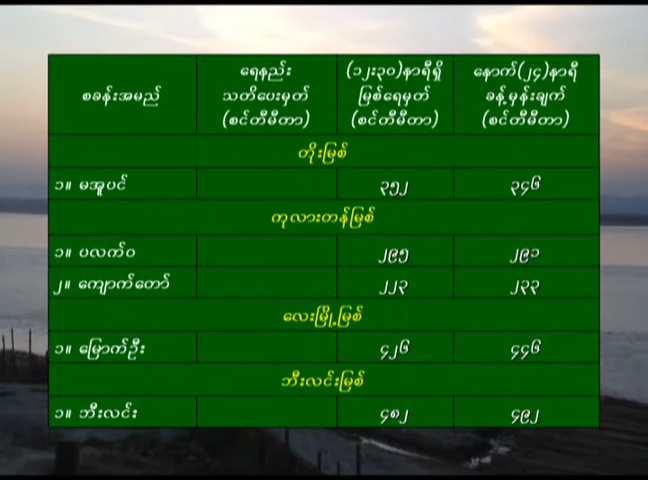 စခန်းအမည်
ရေနည်း
သတိပေးမှတ်
(စင်တီမီတာ)
(၁၂း၃၀)နာရီရှိ
မြစ်ရေမှတ်
(စင်တီမီတာ)
နောက်(၂၄)နာရီ
ခန့်မှန်းချက်
(စင်တီမီတာ)
တိုးမြစ်
၁။ မအူပင် ၃၅၂ ၃၄၆
ကုလားတန်မြစ်
၁။ ပလက်ဝ ၂၉၅ ၂၉၁
၂။ ကျောက်တော် ၂၂၃ ၂၃၃
လေးမြို့မြစ်
၁။ မြောက်ဦး ၄၂၆ ၄၄၆
ဘီးလင်းမြစ်
၁။ ဘီးလင်း ၄၈၂ ၄၉၂